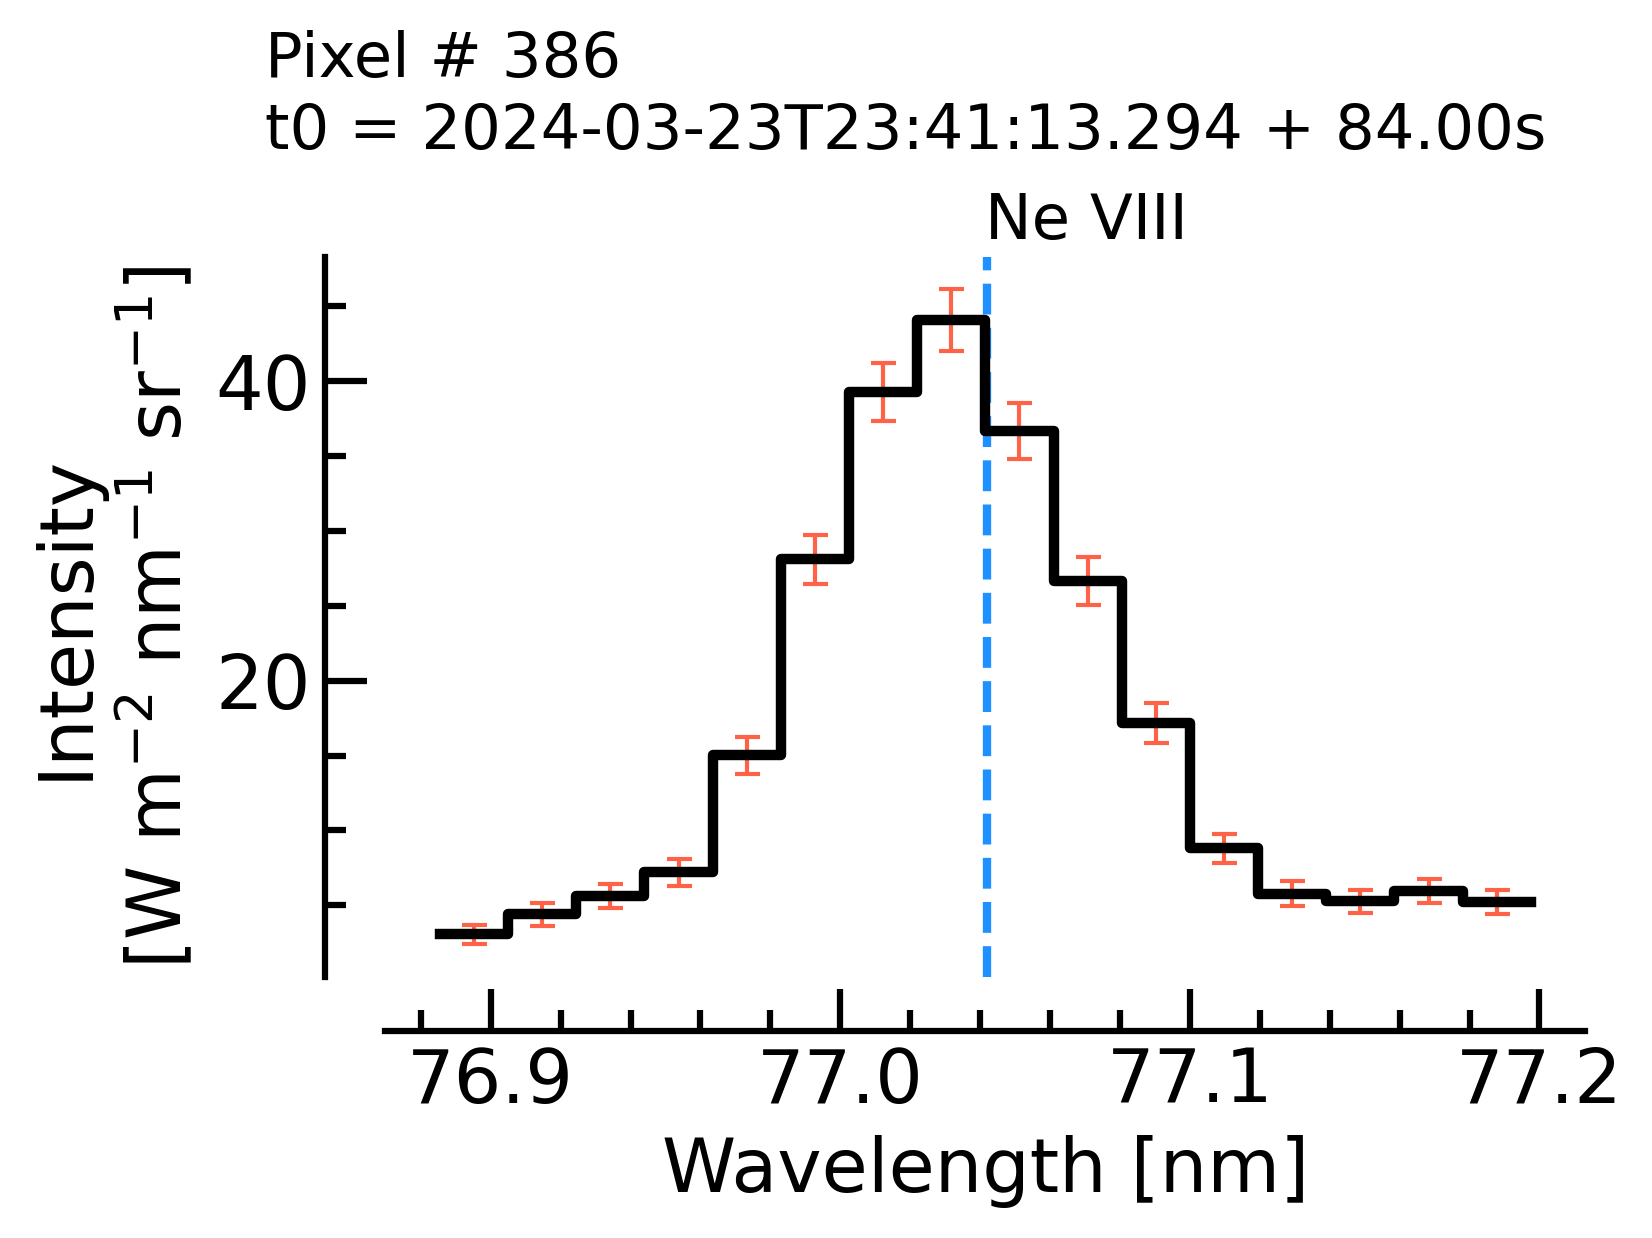 Pixel # 386
t0 = 2024-03-23T23:41:13.294 + 84.00s
Ne VIII
Intensity
[W m⁻² nm⁻¹ sr⁻¹]
40
20
76.9 77.0 77.1 77.2
Wavelength [nm]